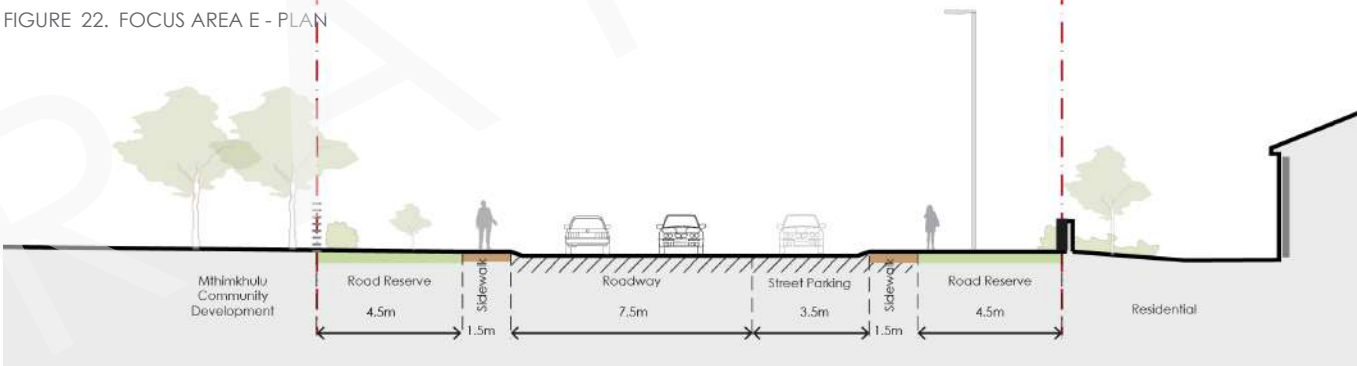 FIGURE 22. FOCUS AREA E - PLAN
Mthimkhulu
Community
Development
Road Reserve
4.5m
Sidewalk
1.5m
Roadway
7.5m
Street Parking
3.5m
Sidewalk
1.5m
Road Reserve
4.5m
Residential